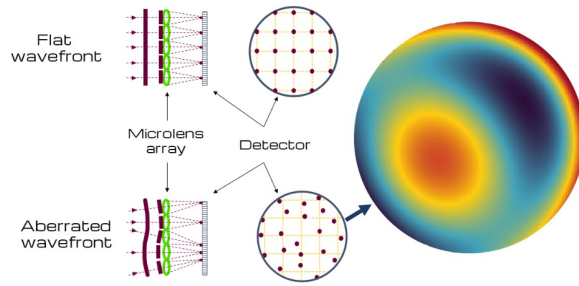 Flat
wavefront
Microlens
array
Detector
Aberrated
wavefront